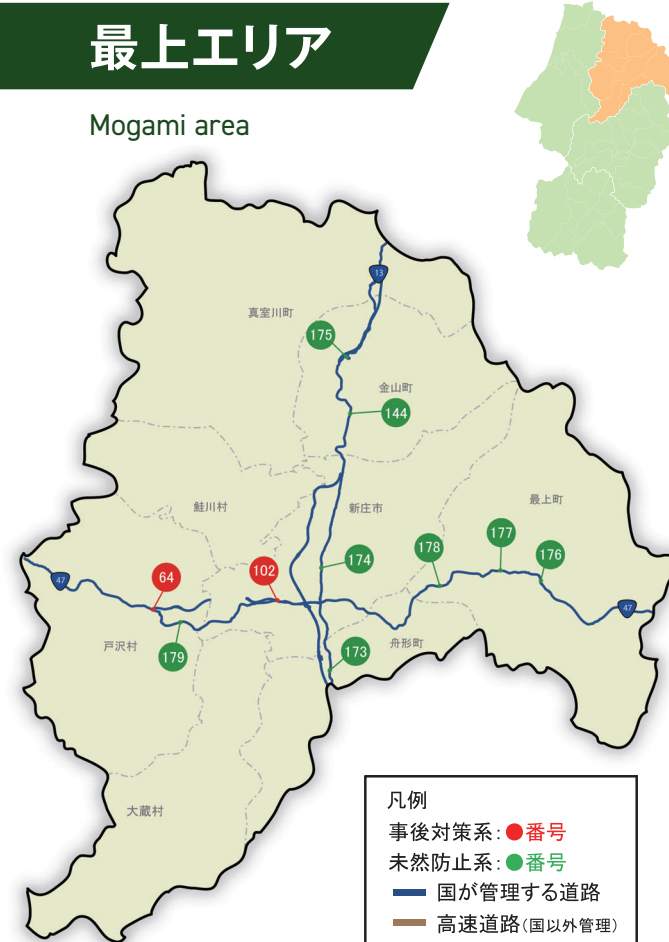 最上エリア
Mogami area
13
真室川町
175
金山町
144
鮭川村
新庄市
最上町
177
178
176
174
47
64
102
47
戸沢村
179
173
舟形町
大蔵村
凡例
事後対策系：●番号
未然防止系：●番号
国が管理する道路
高速道路（国以外管理）